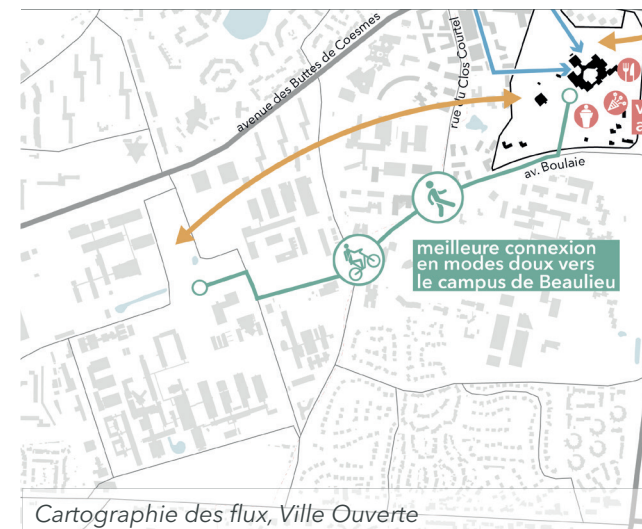 avenue des Buttes de Coesmes
rue du Clos Courtel
av. Boulaie
meilleure connexion
en modes doux vers
le campus de Beaulieu
Cartographie des flux, Ville Ouverte